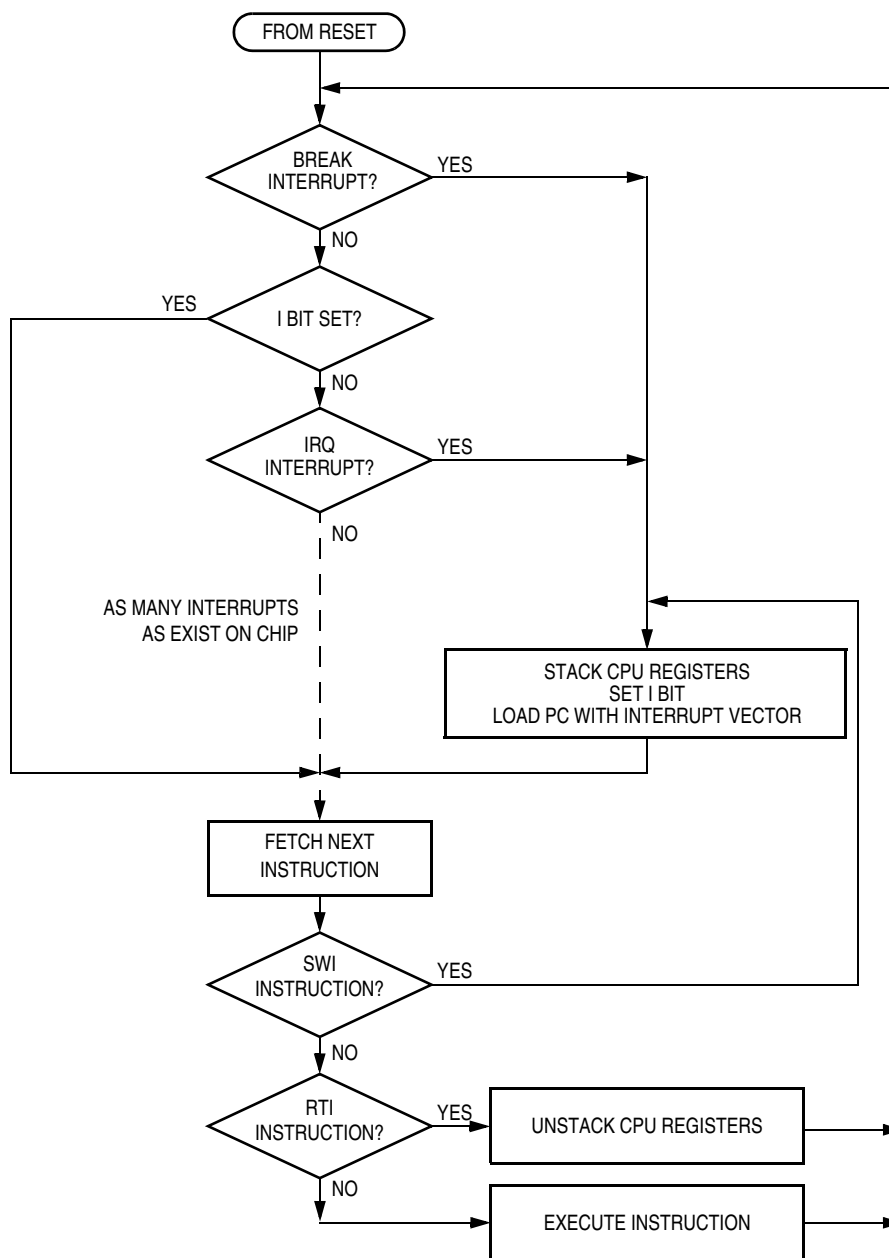 FROM RESET
BREAK
INTERRUPT?
YES
NO
YES
I BIT SET?
NO
IRQ
INTERRUPT?
YES
NO
AS MANY INTERRUPTS
AS EXIST ON CHIP
STACK CPU REGISTERS
SET I BIT
LOAD PC WITH INTERRUPT VECTOR
FETCH NEXT
INSTRUCTION
SWI
INSTRUCTION?
YES
NO
RTI
INSTRUCTION?
YES
UNSTACK CPU REGISTERS
NO
EXECUTE INSTRUCTION